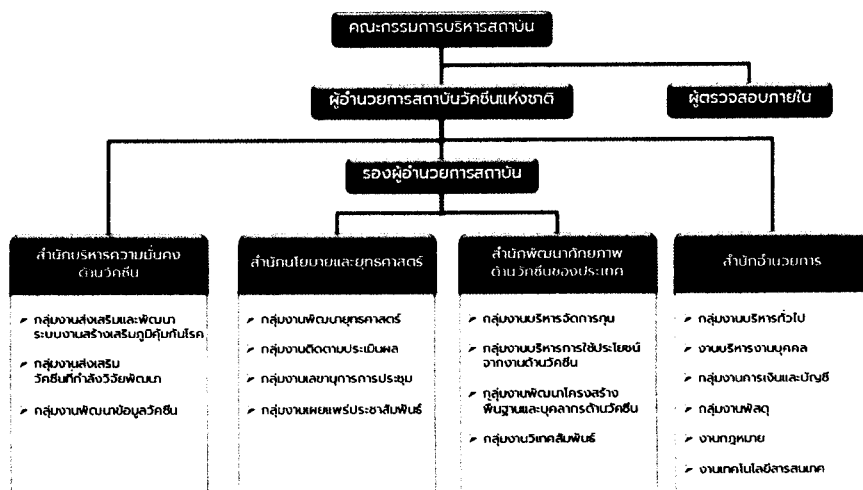 คณะกรรมการบริหารสถาบัน
ผู้อำนวยการสถาบันวัคซีนแห่งชาติ
ผู้ตรวจสอบภายใน
รองผู้อำนวยการสถาบัน
สำนักบริหารความมั่นคง
ด้านวัคซีน
➤ กลุ่มงานส่งเสริมและพัฒนา
ระบบงานสร้างเสริมภูมิคุ้มกันโรค
➤ กลุ่มงานส่งเสริม
วัคซีนที่กำลังวิจัยพัฒนา
➤ กลุ่มงานพัฒนาข้อมูลวัคซีน
สำนักนโยบายและยุทธศาสตร์
➤ กลุ่มงานพัฒนายุทธศาสตร์
➤ กลุ่มงานติดตามประเมินผล
➤ กลุ่มงานเลขานุการการประชุม
➤ กลุ่มงานเผยแพร่ประชาสัมพันธ์
สำนักพัฒนาศักยภาพ
ด้านวัคซีนของประเทศ
➤ กลุ่มงานบริหารจัดการทุน
➤ กลุ่มงานบริหารการใช้ประโยชน์
จากงานด้านวัคซีน
➤ กลุ่มงานพัฒนาโครงสร้าง
พื้นฐานและบุคลากรด้านวัคซีน
➤ กลุ่มงานวิเทศสัมพันธ์
สำนักอำนวยการ
➤ กลุ่มงานบริหารทั่วไป
➤ งานบริหารงานบุคคล
➤ กลุ่มงานการเงินและบัญชี
➤ กลุ่มงานพัสดุ
➤ งานกฎหมาย
➤ งานเทคโนโลยีสารสนเทศ